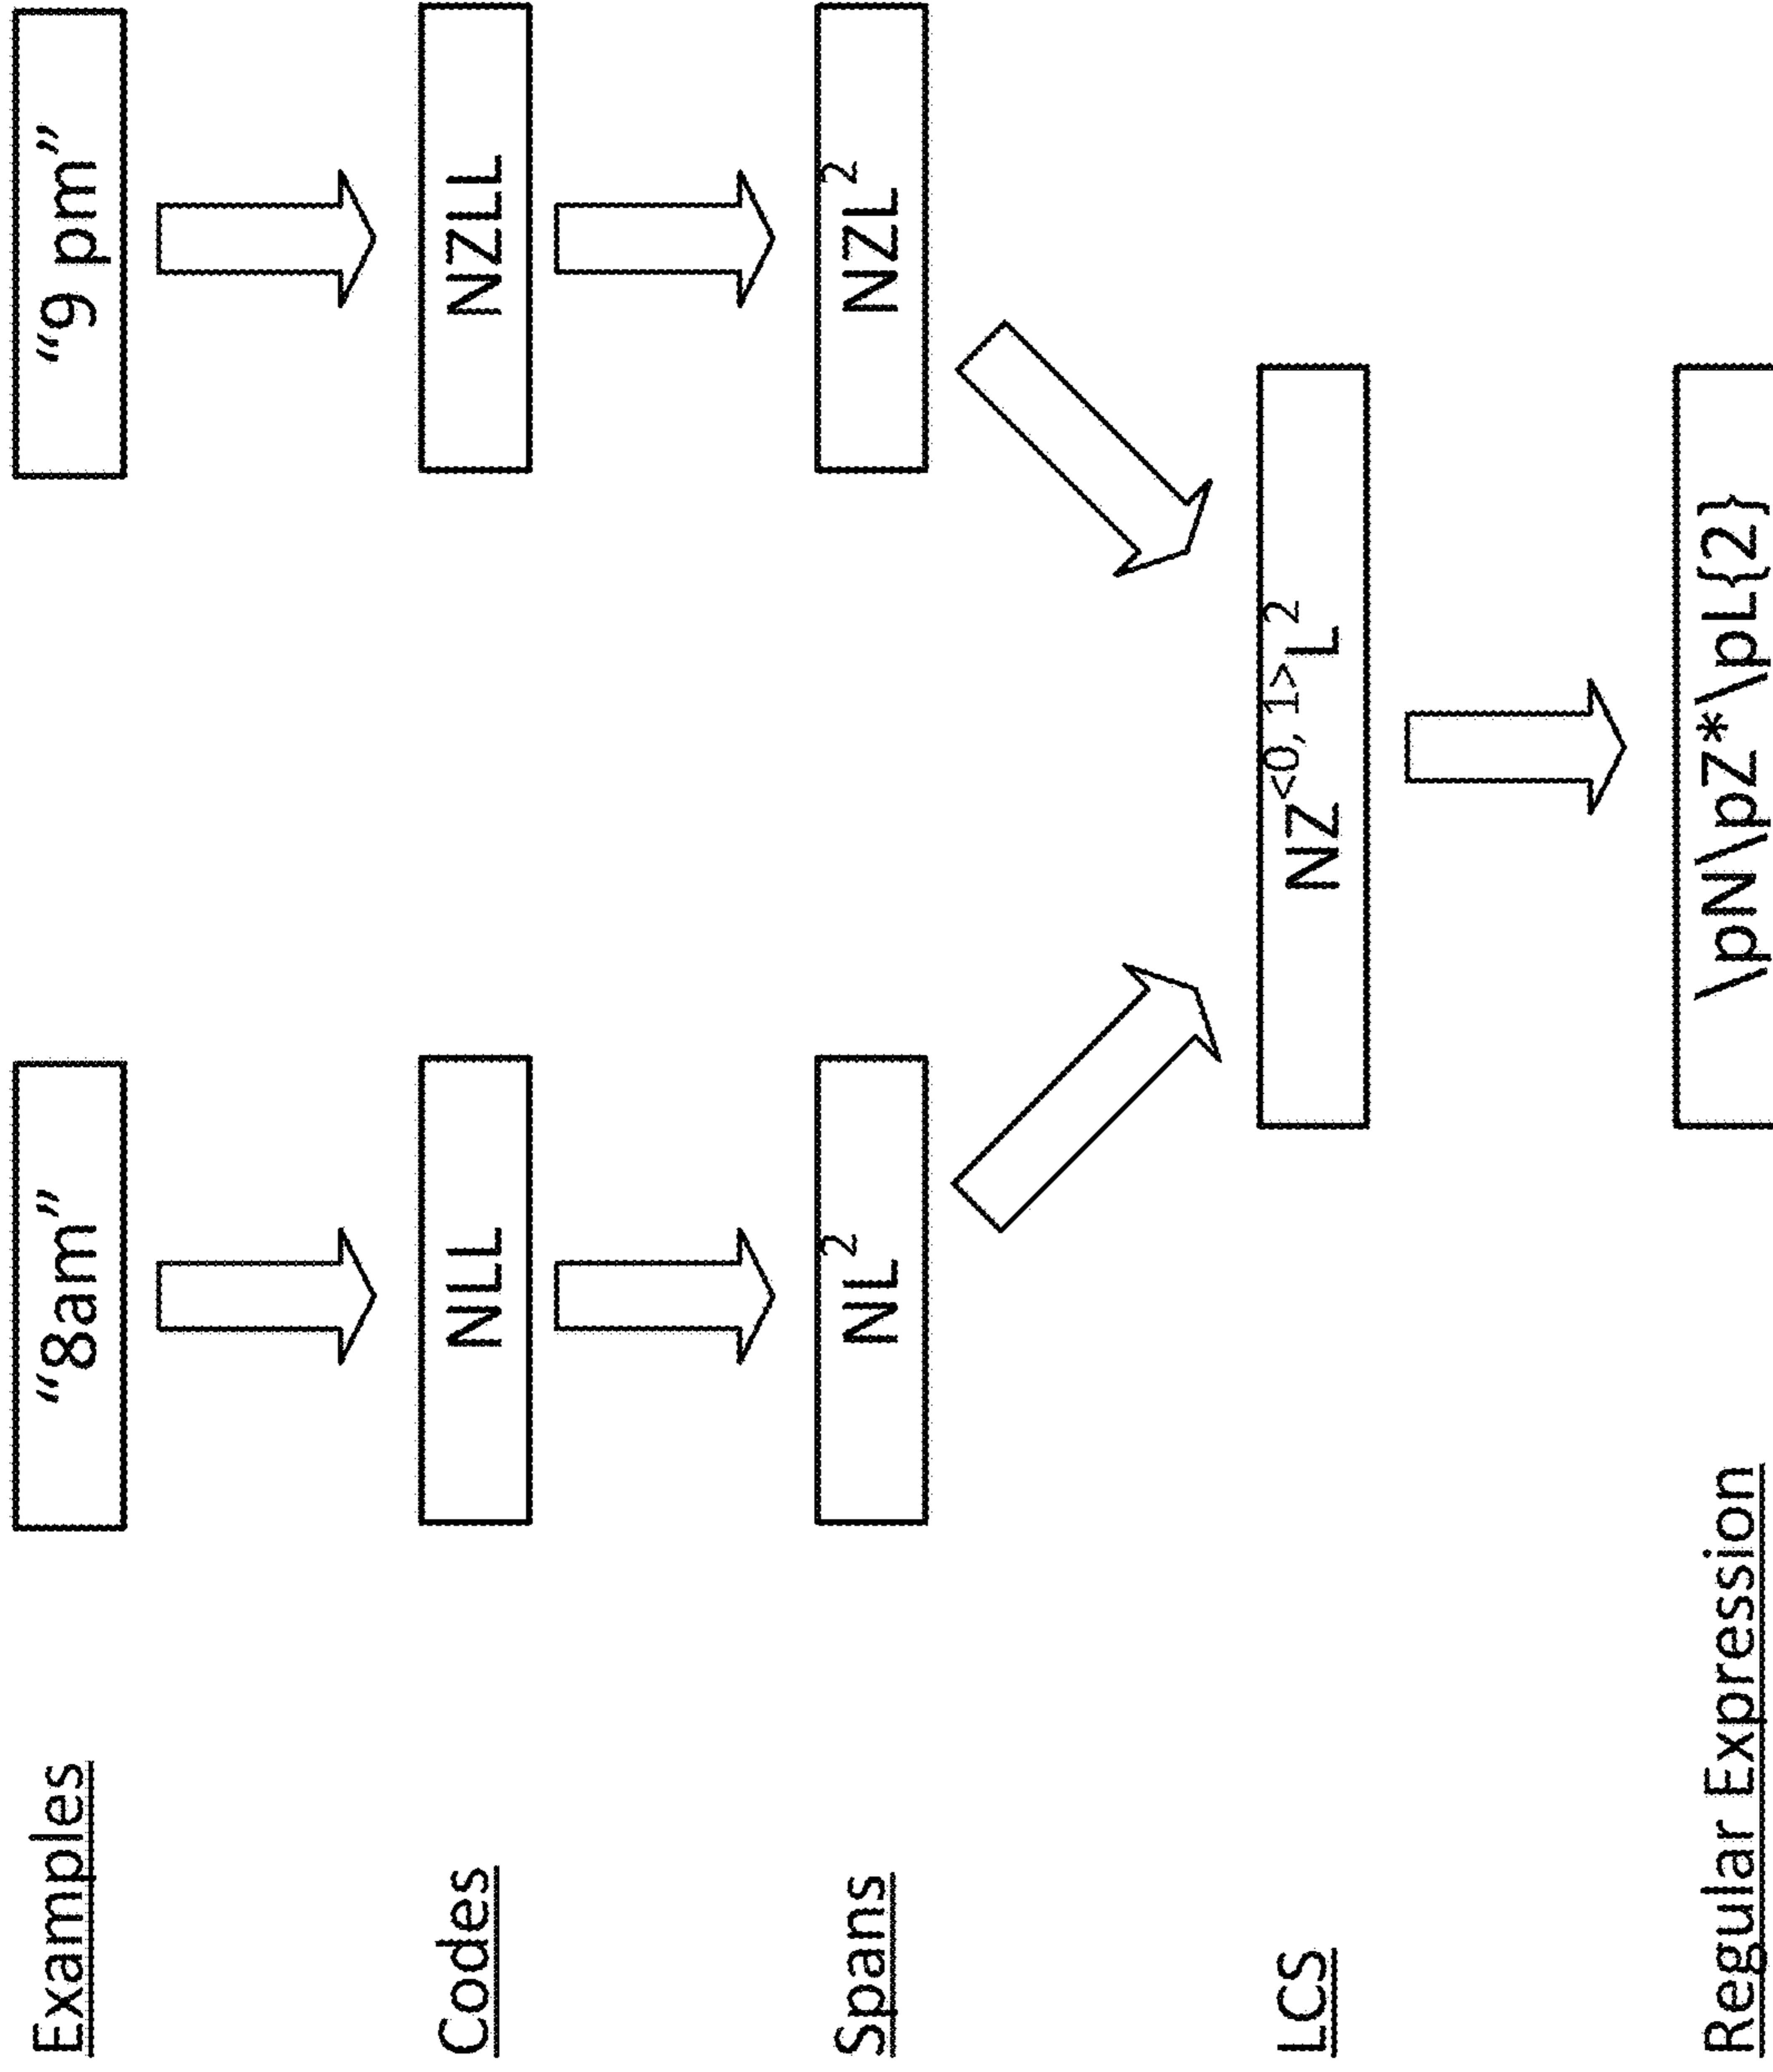 Examples
“8am”
“9 pm”
Codes
NLL
NZLL
Spans
NL²
NZL²
LCS
NZ<0, 1>L²
Regular Expression
\pN\pZ*\pL{2}